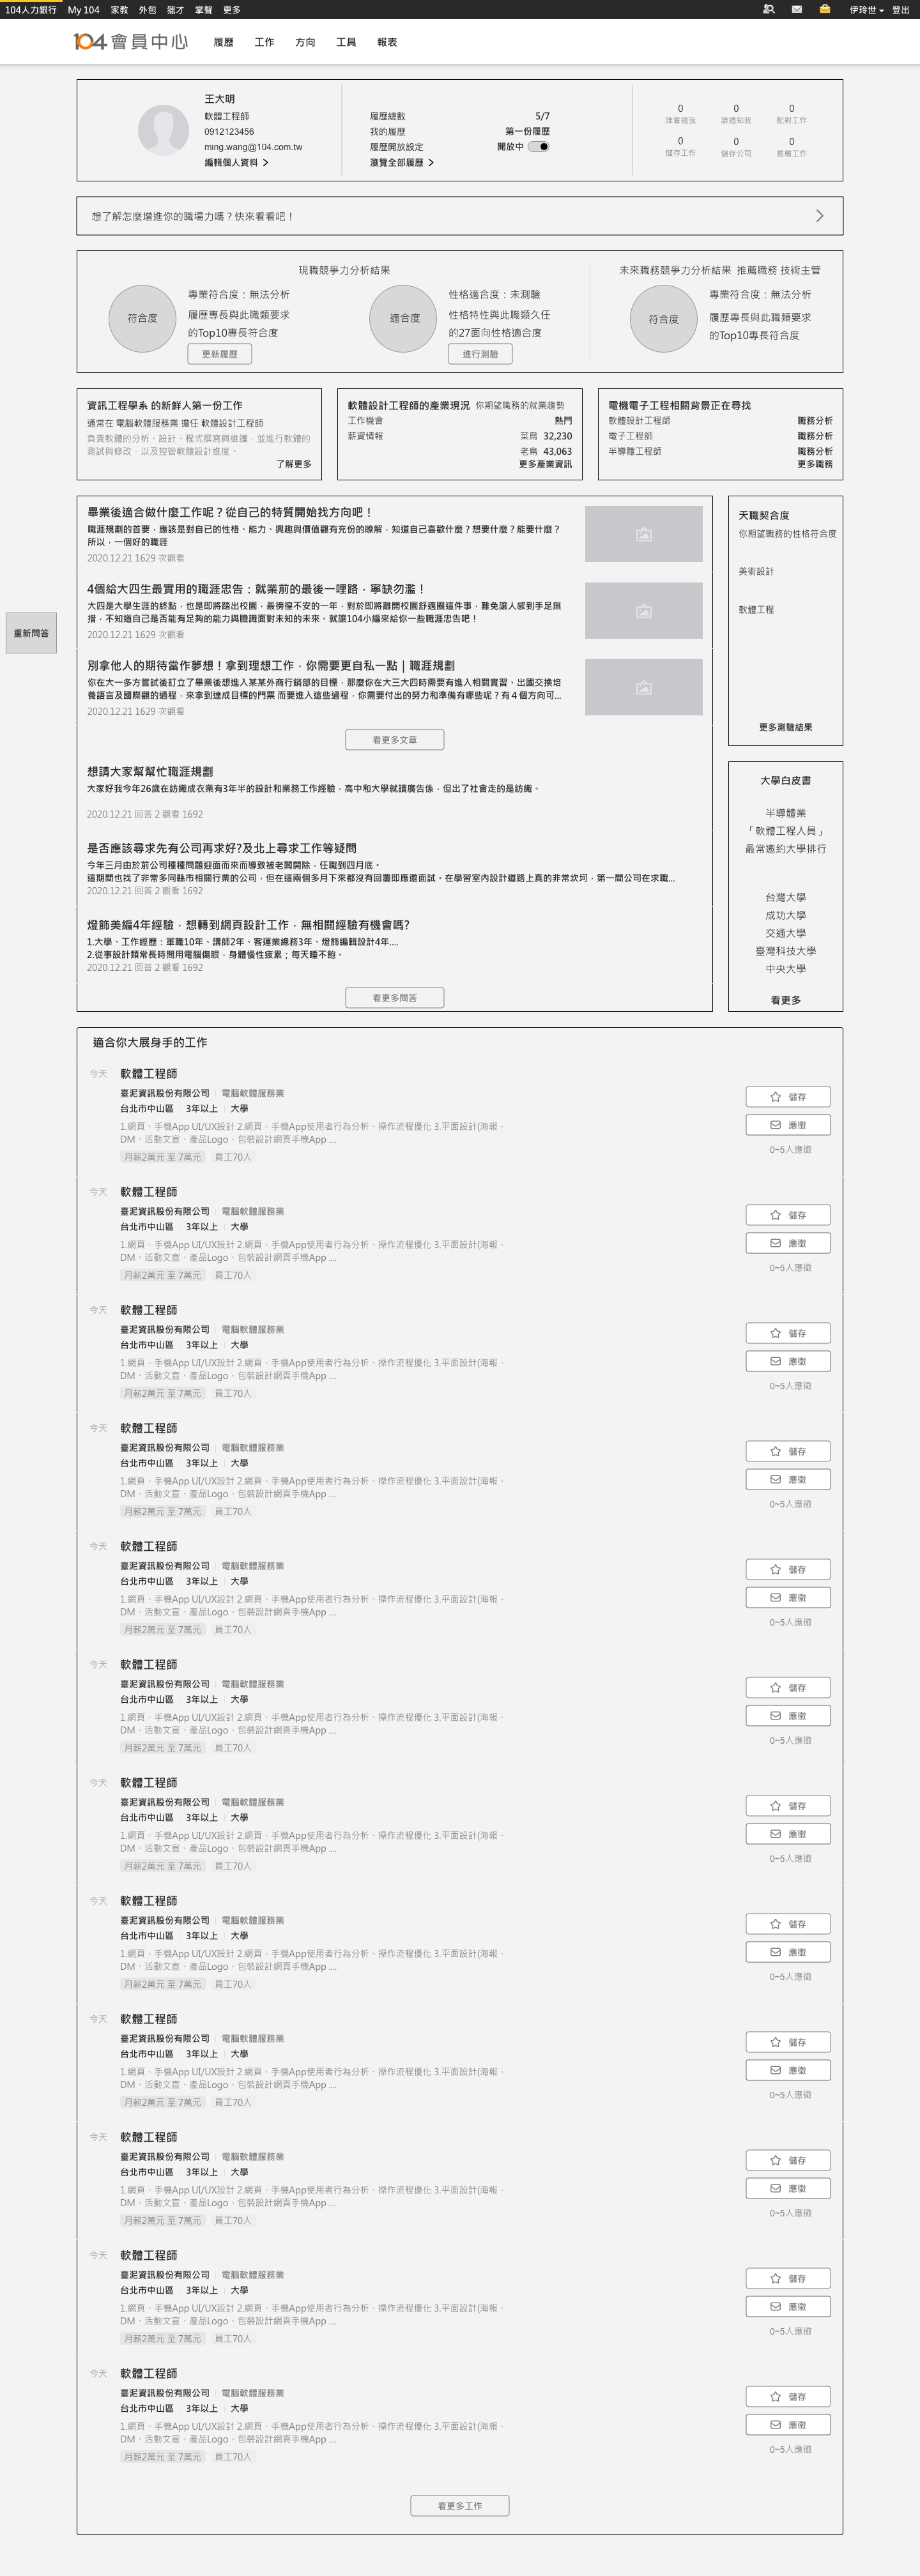 104人力銀行 My 104 家教 外包 獵才 掌聲 更多 伊玲世 登出
104會員中心 履歷 工作 方向 工具 報表
王大明
軟體工程師
0912123456
ming.wang@104.com.tw
編輯個人資料
履歷總數 5/7
我的履歷 第一份履歷
履歷開放設定 開放中
瀏覽全部履歷
0 0 0
誰看過我 誰通知我 配對工作
0 0 0
儲存工作 儲存公司 推薦工作
想了解怎麼增進你的職場力嗎？快來看看吧！
現職競爭力分析結果
符合度
專業符合度：無法分析
履歷專長與此職類要求
的Top10專長符合度
更新履歷
適合度
性格適合度：未測驗
性格特性與此職類久任
的27面向性格適合度
進行測驗
未來職務競爭力分析結果 推薦職務 技術主管
符合度
專業符合度：無法分析
履歷專長與此職類要求
的Top10專長符合度
資訊工程學系 的新鮮人第一份工作
通常在 電腦軟體服務業 擔任 軟體設計工程師
負責軟體的分析、設計、程式撰寫與維護，並進行軟體的
測試與修改，以及控管軟體設計進度。
了解更多
軟體設計工程師的產業現況 你期望職務的就業趨勢
工作機會 熱門
薪資情報 菜鳥 32,230
老鳥 43,063
更多產業資訊
電機電子工程相關背景正在尋找
軟體設計工程師 職務分析
電子工程師 職務分析
半導體工程師 職務分析
更多職務
重新問答
畢業後適合做什麼工作呢？從自己的特質開始找方向吧！
職涯規劃的首要，應該是對自己的性格、能力、興趣與價值觀有充份的瞭解，知道自己喜歡什麼？想要什麼？能要什麼？
所以，一個好的職涯
2020.12.21 1629 次觀看
4個給大四生最實用的職涯忠告：就業前的最後一哩路，寧缺勿濫！
大四是大學生涯的終點，也是即將踏出校園，最徬徨不安的一年，對於即將離開校園舒適圈這件事，難免讓人感到手足無
措，不知道自己是否能有足夠的能力與膽識面對未知的未來。就讓104小編來給你一些職涯忠告吧！
2020.12.21 1629 次觀看
別拿他人的期待當作夢想！拿到理想工作，你需要更自私一點｜職涯規劃
你在大一多方嘗試後訂立了畢業後想進入某某外商行銷部的目標，那麼你在大三大四時需要有進入相關實習、出國交換培
養語言及國際觀的過程，來拿到達成目標的門票 而要進入這些過程，你需要付出的努力和準備有哪些呢？有４個方向可...
2020.12.21 1629 次觀看
看更多文章
想請大家幫幫忙職涯規劃
大家好我今年26歲在紡織成衣業有3年半的設計和業務工作經驗，高中和大學就讀廣告係，但出了社會走的是紡織。
2020.12.21 回答 2 觀看 1692
是否應該尋求先有公司再求好?及北上尋求工作等疑問
今年三月由於前公司種種問題迎面而來而導致被老闆開除，任職到四月底。
這期間也找了非常多同縣市相關行業的公司，但在這兩個多月下來都沒有回覆即應邀面試。在學習室內設計道路上真的非常坎坷，第一間公司在求職...
2020.12.21 回答 2 觀看 1692
燈飾美編4年經驗，想轉到網頁設計工作，無相關經驗有機會嗎?
1.大學、工作經歷：軍職10年、講師2年、客運業總務3年、燈飾編輯設計4年....
2.從事設計類常長時間用電腦傷眼，身體慢性疲累；每天睡不飽。
2020.12.21 回答 2 觀看 1692
看更多問答
天職契合度
你期望職務的性格符合度
美術設計
軟體工程
更多測驗結果
大學白皮書
半導體業
「軟體工程人員」
最常邀約大學排行
台灣大學
成功大學
交通大學
臺灣科技大學
中央大學
看更多
適合你大展身手的工作
今天 軟體工程師
臺泥資訊股份有限公司 電腦軟體服務業 儲存
台北市中山區 3年以上 大學
1.網頁、手機App UI/UX設計 2.網頁、手機App使用者行為分析、操作流程優化 3.平面設計(海報、 應徵
DM、活動文宣、產品Logo、包裝設計網頁手機App ....
月薪2萬元 至 7萬元 員工70人 0~5人應徵
今天 軟體工程師
臺泥資訊股份有限公司 電腦軟體服務業 儲存
台北市中山區 3年以上 大學
1.網頁、手機App UI/UX設計 2.網頁、手機App使用者行為分析、操作流程優化 3.平面設計(海報、 應徵
DM、活動文宣、產品Logo、包裝設計網頁手機App ....
月薪2萬元 至 7萬元 員工70人 0~5人應徵
今天 軟體工程師
臺泥資訊股份有限公司 電腦軟體服務業 儲存
台北市中山區 3年以上 大學
1.網頁、手機App UI/UX設計 2.網頁、手機App使用者行為分析、操作流程優化 3.平面設計(海報、 應徵
DM、活動文宣、產品Logo、包裝設計網頁手機App ....
月薪2萬元 至 7萬元 員工70人 0~5人應徵
今天 軟體工程師
臺泥資訊股份有限公司 電腦軟體服務業 儲存
台北市中山區 3年以上 大學
1.網頁、手機App UI/UX設計 2.網頁、手機App使用者行為分析、操作流程優化 3.平面設計(海報、 應徵
DM、活動文宣、產品Logo、包裝設計網頁手機App ....
月薪2萬元 至 7萬元 員工70人 0~5人應徵
今天 軟體工程師
臺泥資訊股份有限公司 電腦軟體服務業 儲存
台北市中山區 3年以上 大學
1.網頁、手機App UI/UX設計 2.網頁、手機App使用者行為分析、操作流程優化 3.平面設計(海報、 應徵
DM、活動文宣、產品Logo、包裝設計網頁手機App ....
月薪2萬元 至 7萬元 員工70人 0~5人應徵
今天 軟體工程師
臺泥資訊股份有限公司 電腦軟體服務業 儲存
台北市中山區 3年以上 大學
1.網頁、手機App UI/UX設計 2.網頁、手機App使用者行為分析、操作流程優化 3.平面設計(海報、 應徵
DM、活動文宣、產品Logo、包裝設計網頁手機App ....
月薪2萬元 至 7萬元 員工70人 0~5人應徵
今天 軟體工程師
臺泥資訊股份有限公司 電腦軟體服務業 儲存
台北市中山區 3年以上 大學
1.網頁、手機App UI/UX設計 2.網頁、手機App使用者行為分析、操作流程優化 3.平面設計(海報、 應徵
DM、活動文宣、產品Logo、包裝設計網頁手機App ....
月薪2萬元 至 7萬元 員工70人 0~5人應徵
今天 軟體工程師
臺泥資訊股份有限公司 電腦軟體服務業 儲存
台北市中山區 3年以上 大學
1.網頁、手機App UI/UX設計 2.網頁、手機App使用者行為分析、操作流程優化 3.平面設計(海報、 應徵
DM、活動文宣、產品Logo、包裝設計網頁手機App ....
月薪2萬元 至 7萬元 員工70人 0~5人應徵
今天 軟體工程師
臺泥資訊股份有限公司 電腦軟體服務業 儲存
台北市中山區 3年以上 大學
1.網頁、手機App UI/UX設計 2.網頁、手機App使用者行為分析、操作流程優化 3.平面設計(海報、 應徵
DM、活動文宣、產品Logo、包裝設計網頁手機App ....
月薪2萬元 至 7萬元 員工70人 0~5人應徵
今天 軟體工程師
臺泥資訊股份有限公司 電腦軟體服務業 儲存
台北市中山區 3年以上 大學
1.網頁、手機App UI/UX設計 2.網頁、手機App使用者行為分析、操作流程優化 3.平面設計(海報、 應徵
DM、活動文宣、產品Logo、包裝設計網頁手機App ....
月薪2萬元 至 7萬元 員工70人 0~5人應徵
今天 軟體工程師
臺泥資訊股份有限公司 電腦軟體服務業 儲存
台北市中山區 3年以上 大學
1.網頁、手機App UI/UX設計 2.網頁、手機App使用者行為分析、操作流程優化 3.平面設計(海報、 應徵
DM、活動文宣、產品Logo、包裝設計網頁手機App ....
月薪2萬元 至 7萬元 員工70人 0~5人應徵
今天 軟體工程師
臺泥資訊股份有限公司 電腦軟體服務業 儲存
台北市中山區 3年以上 大學
1.網頁、手機App UI/UX設計 2.網頁、手機App使用者行為分析、操作流程優化 3.平面設計(海報、 應徵
DM、活動文宣、產品Logo、包裝設計網頁手機App ....
月薪2萬元 至 7萬元 員工70人 0~5人應徵
看更多工作